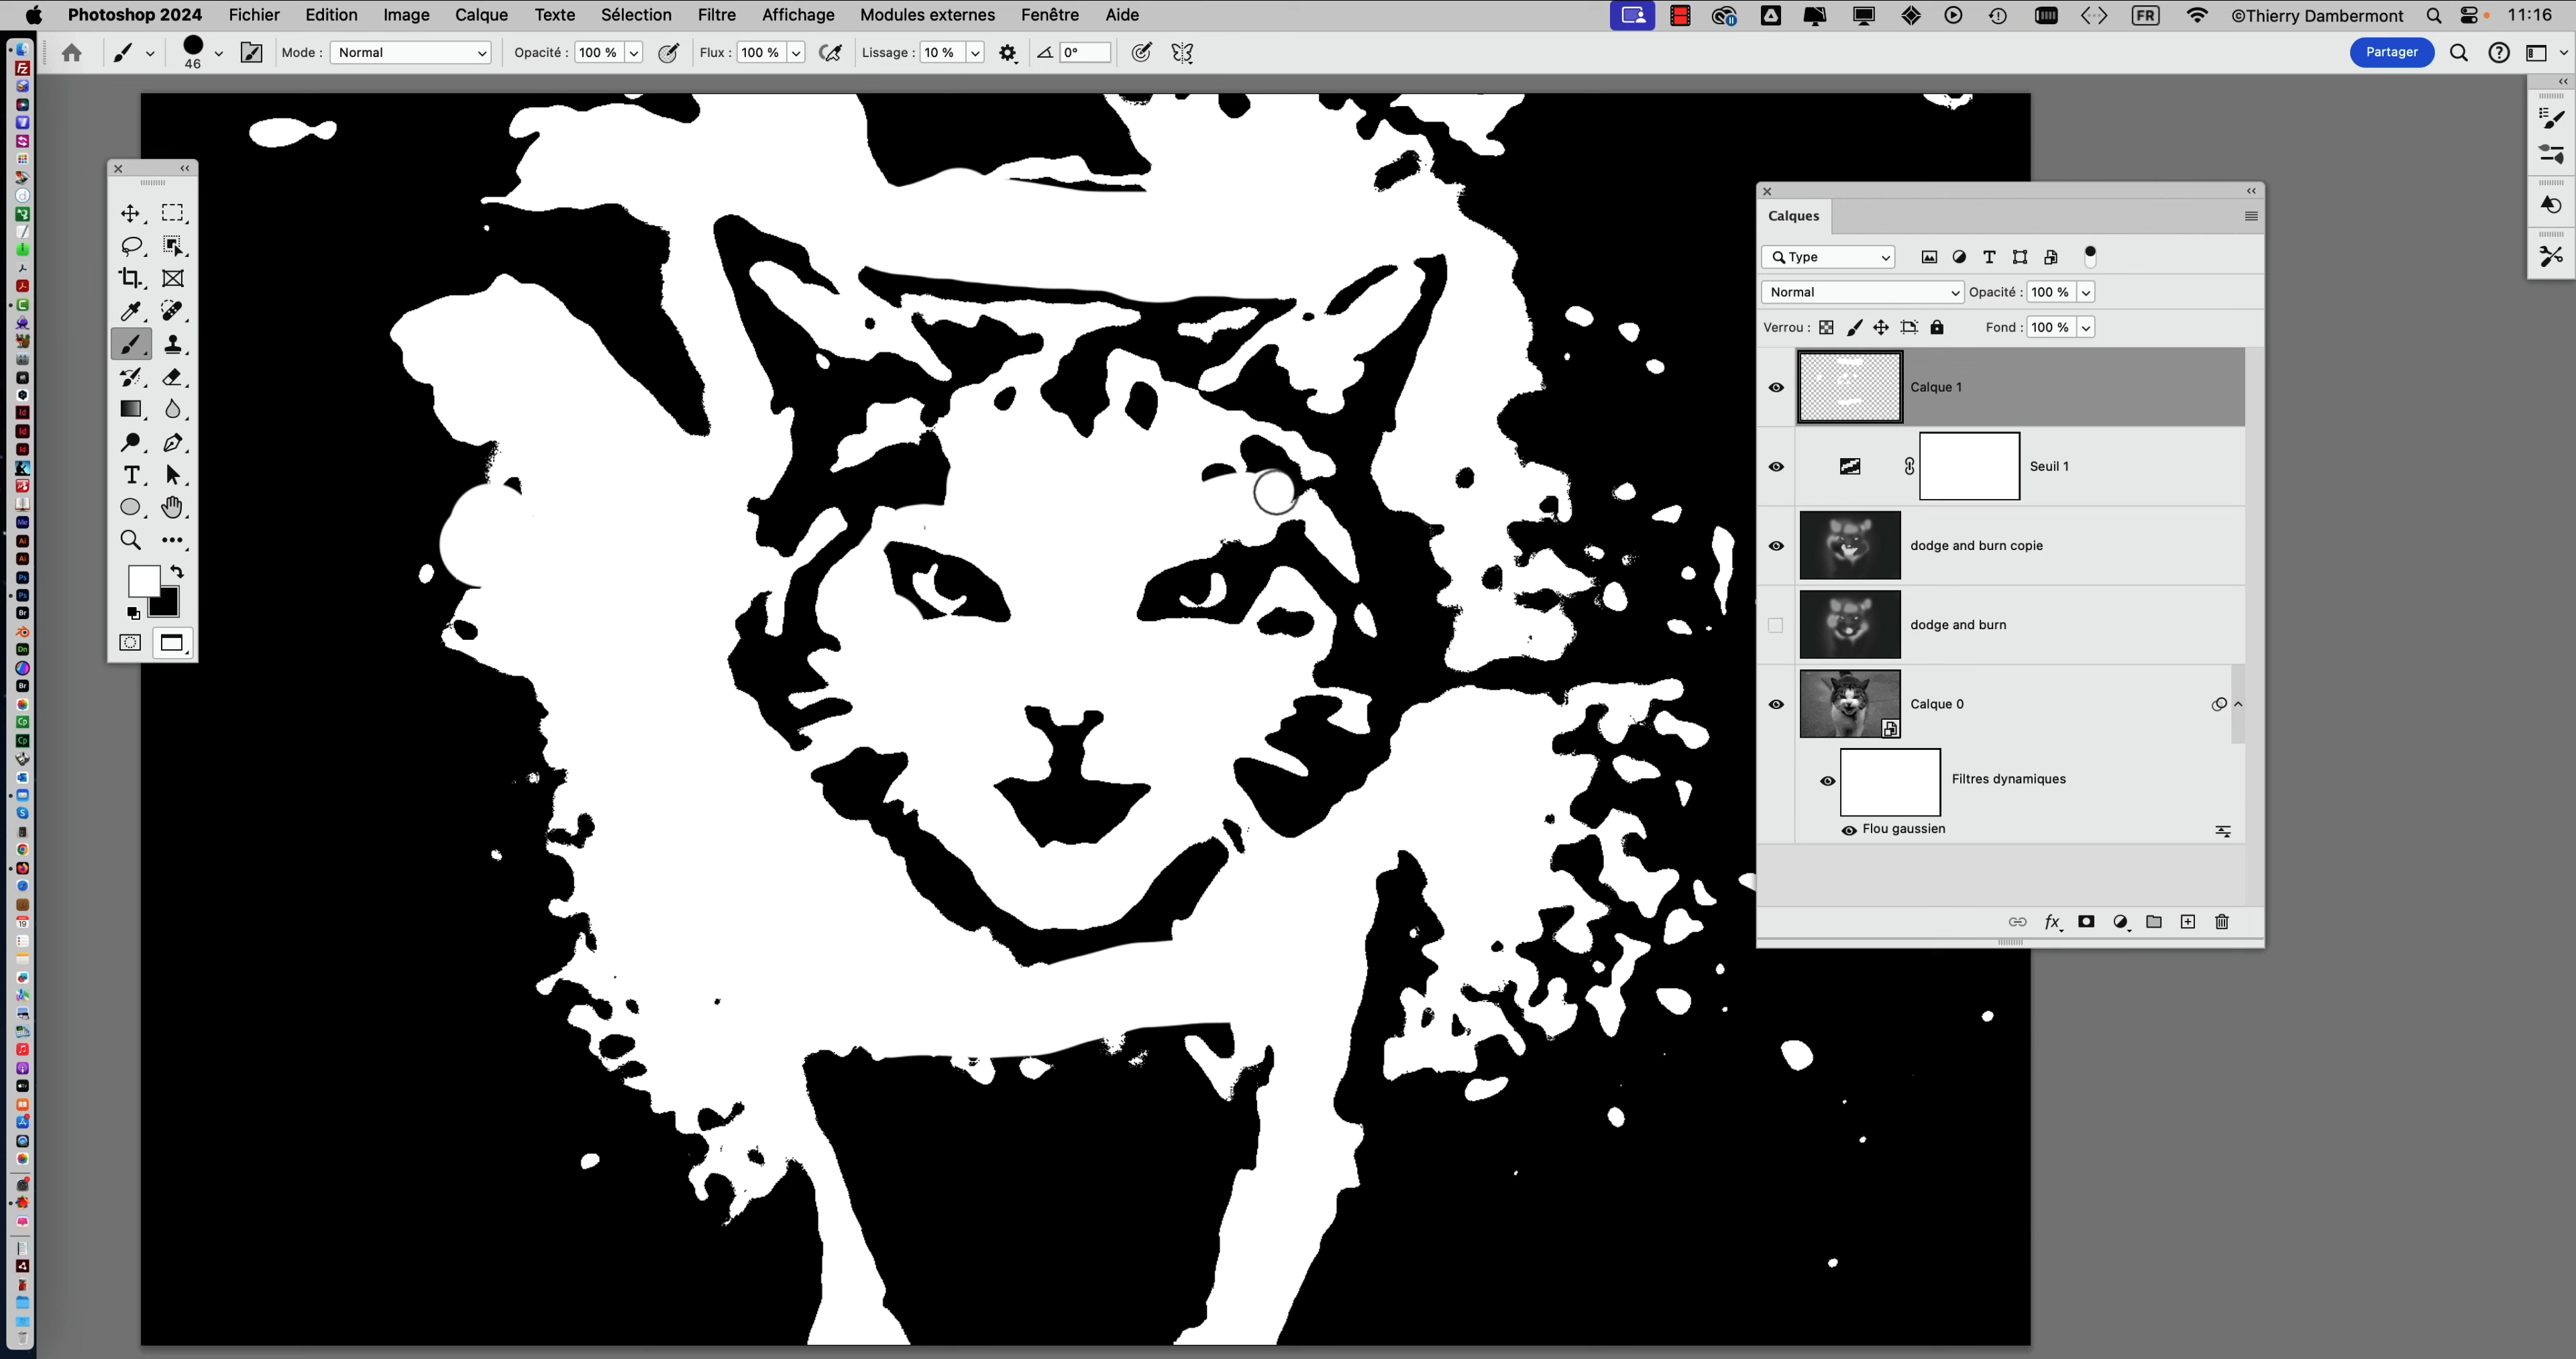 Photoshop 2024 Fichier Edition Image Calque Texte Sélection Filtre Affichage Modules externes Fenêtre Aide FR ©Thierry Dambermont 11:16
46 Mode : Normal Opacité : 100 % Flux : 100 % Lissage : 10 % 0° Partager
Calques
Type
Normal Opacité : 100 %
Verrou : Fond : 100 %
Calque 1
Seuil 1
dodge and burn copie
dodge and burn
Calque 0
Filtres dynamiques
Flou gaussien
fx